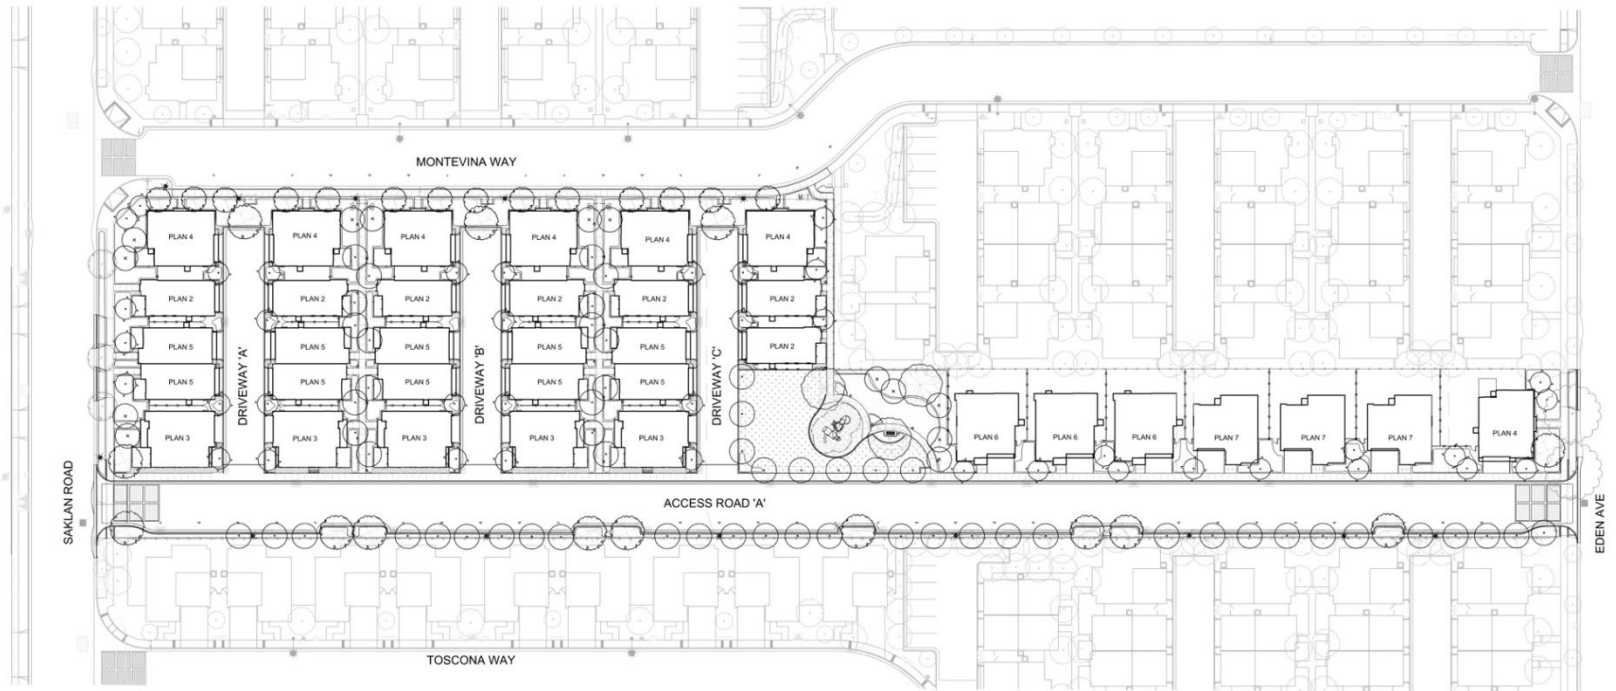 MONTEVINA WAY
PLAN 4
PLAN 4
PLAN 4
PLAN 4
PLAN 4
PLAN 4
PLAN 2
PLAN 2
PLAN 2
PLAN 2
PLAN 2
PLAN 2
PLAN 5
PLAN 5
PLAN 5
PLAN 5
PLAN 5
PLAN 2
DRIVEWAY 'A'
DRIVEWAY 'B'
DRIVEWAY 'C'
PLAN 5
PLAN 5
PLAN 5
PLAN 5
PLAN 5
PLAN 3
PLAN 3
PLAN 3
PLAN 3
PLAN 3
PLAN 6
PLAN 6
PLAN 6
PLAN 7
PLAN 7
PLAN 7
PLAN 4
SAKLAN ROAD
ACCESS ROAD 'A'
EDEN AVE
TOSCONA WAY